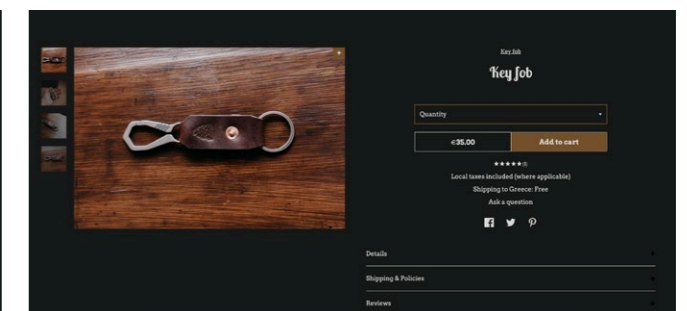 Key fob
Key fob
Quantity
€35.00
Add to cart
★★★★★(1)
Local taxes included (where applicable)
Shipping to Greece: Free
Ask a question
Details
Shipping & Policies
Reviews